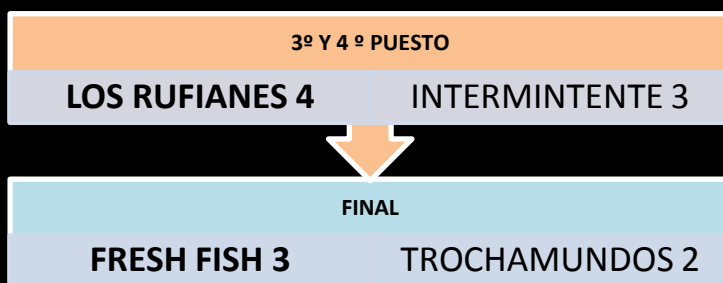 3º Y 4 º PUESTO
LOS RUFIANES 4 INTERMINTENTE 3
FINAL
FRESH FISH 3 TROCHAMUNDOS 2